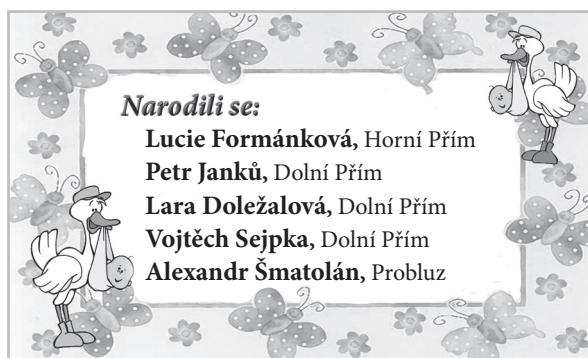 Narodili se:
Lucie Formánková, Horní Přím
Petr Janků, Dolní Přím
Lara Doležalová, Dolní Přím
Vojtěch Sejpka, Dolní Přím
Alexandr Šmatolán, Probluz